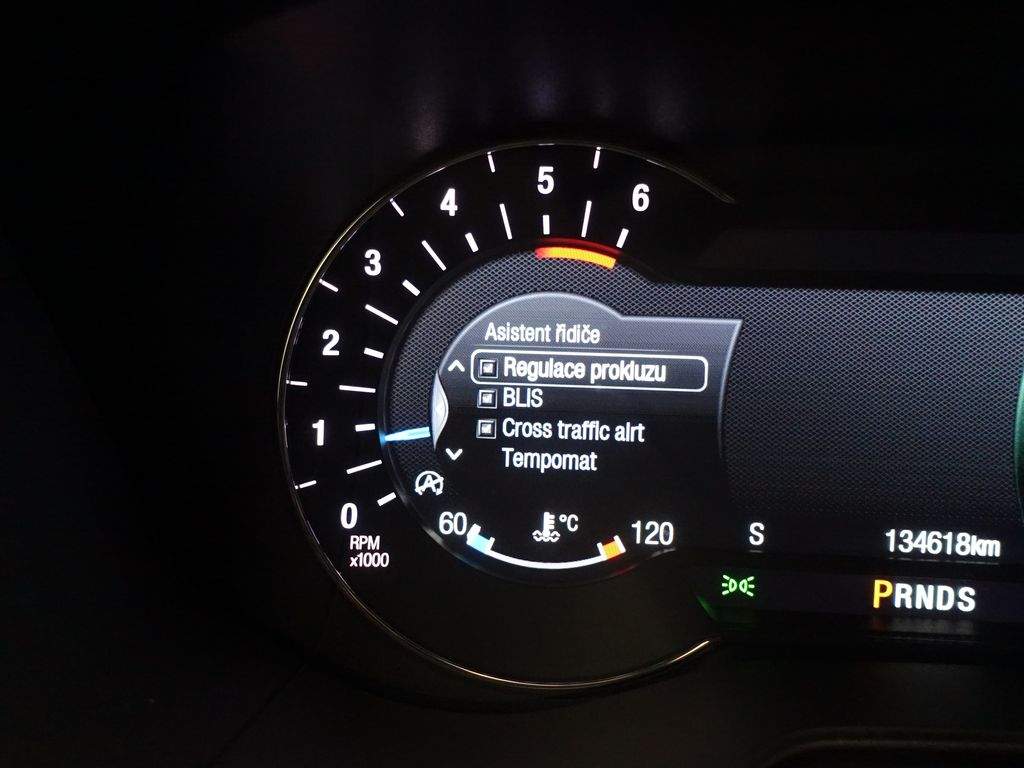 6
5
4
3
2
1
0
RPM
x1000
Asistent řidiče
Regulace prokluzu
BLIS
Cross traffic alrt
Tempomat
A
60
°C
120
S
134618km
PRNDS